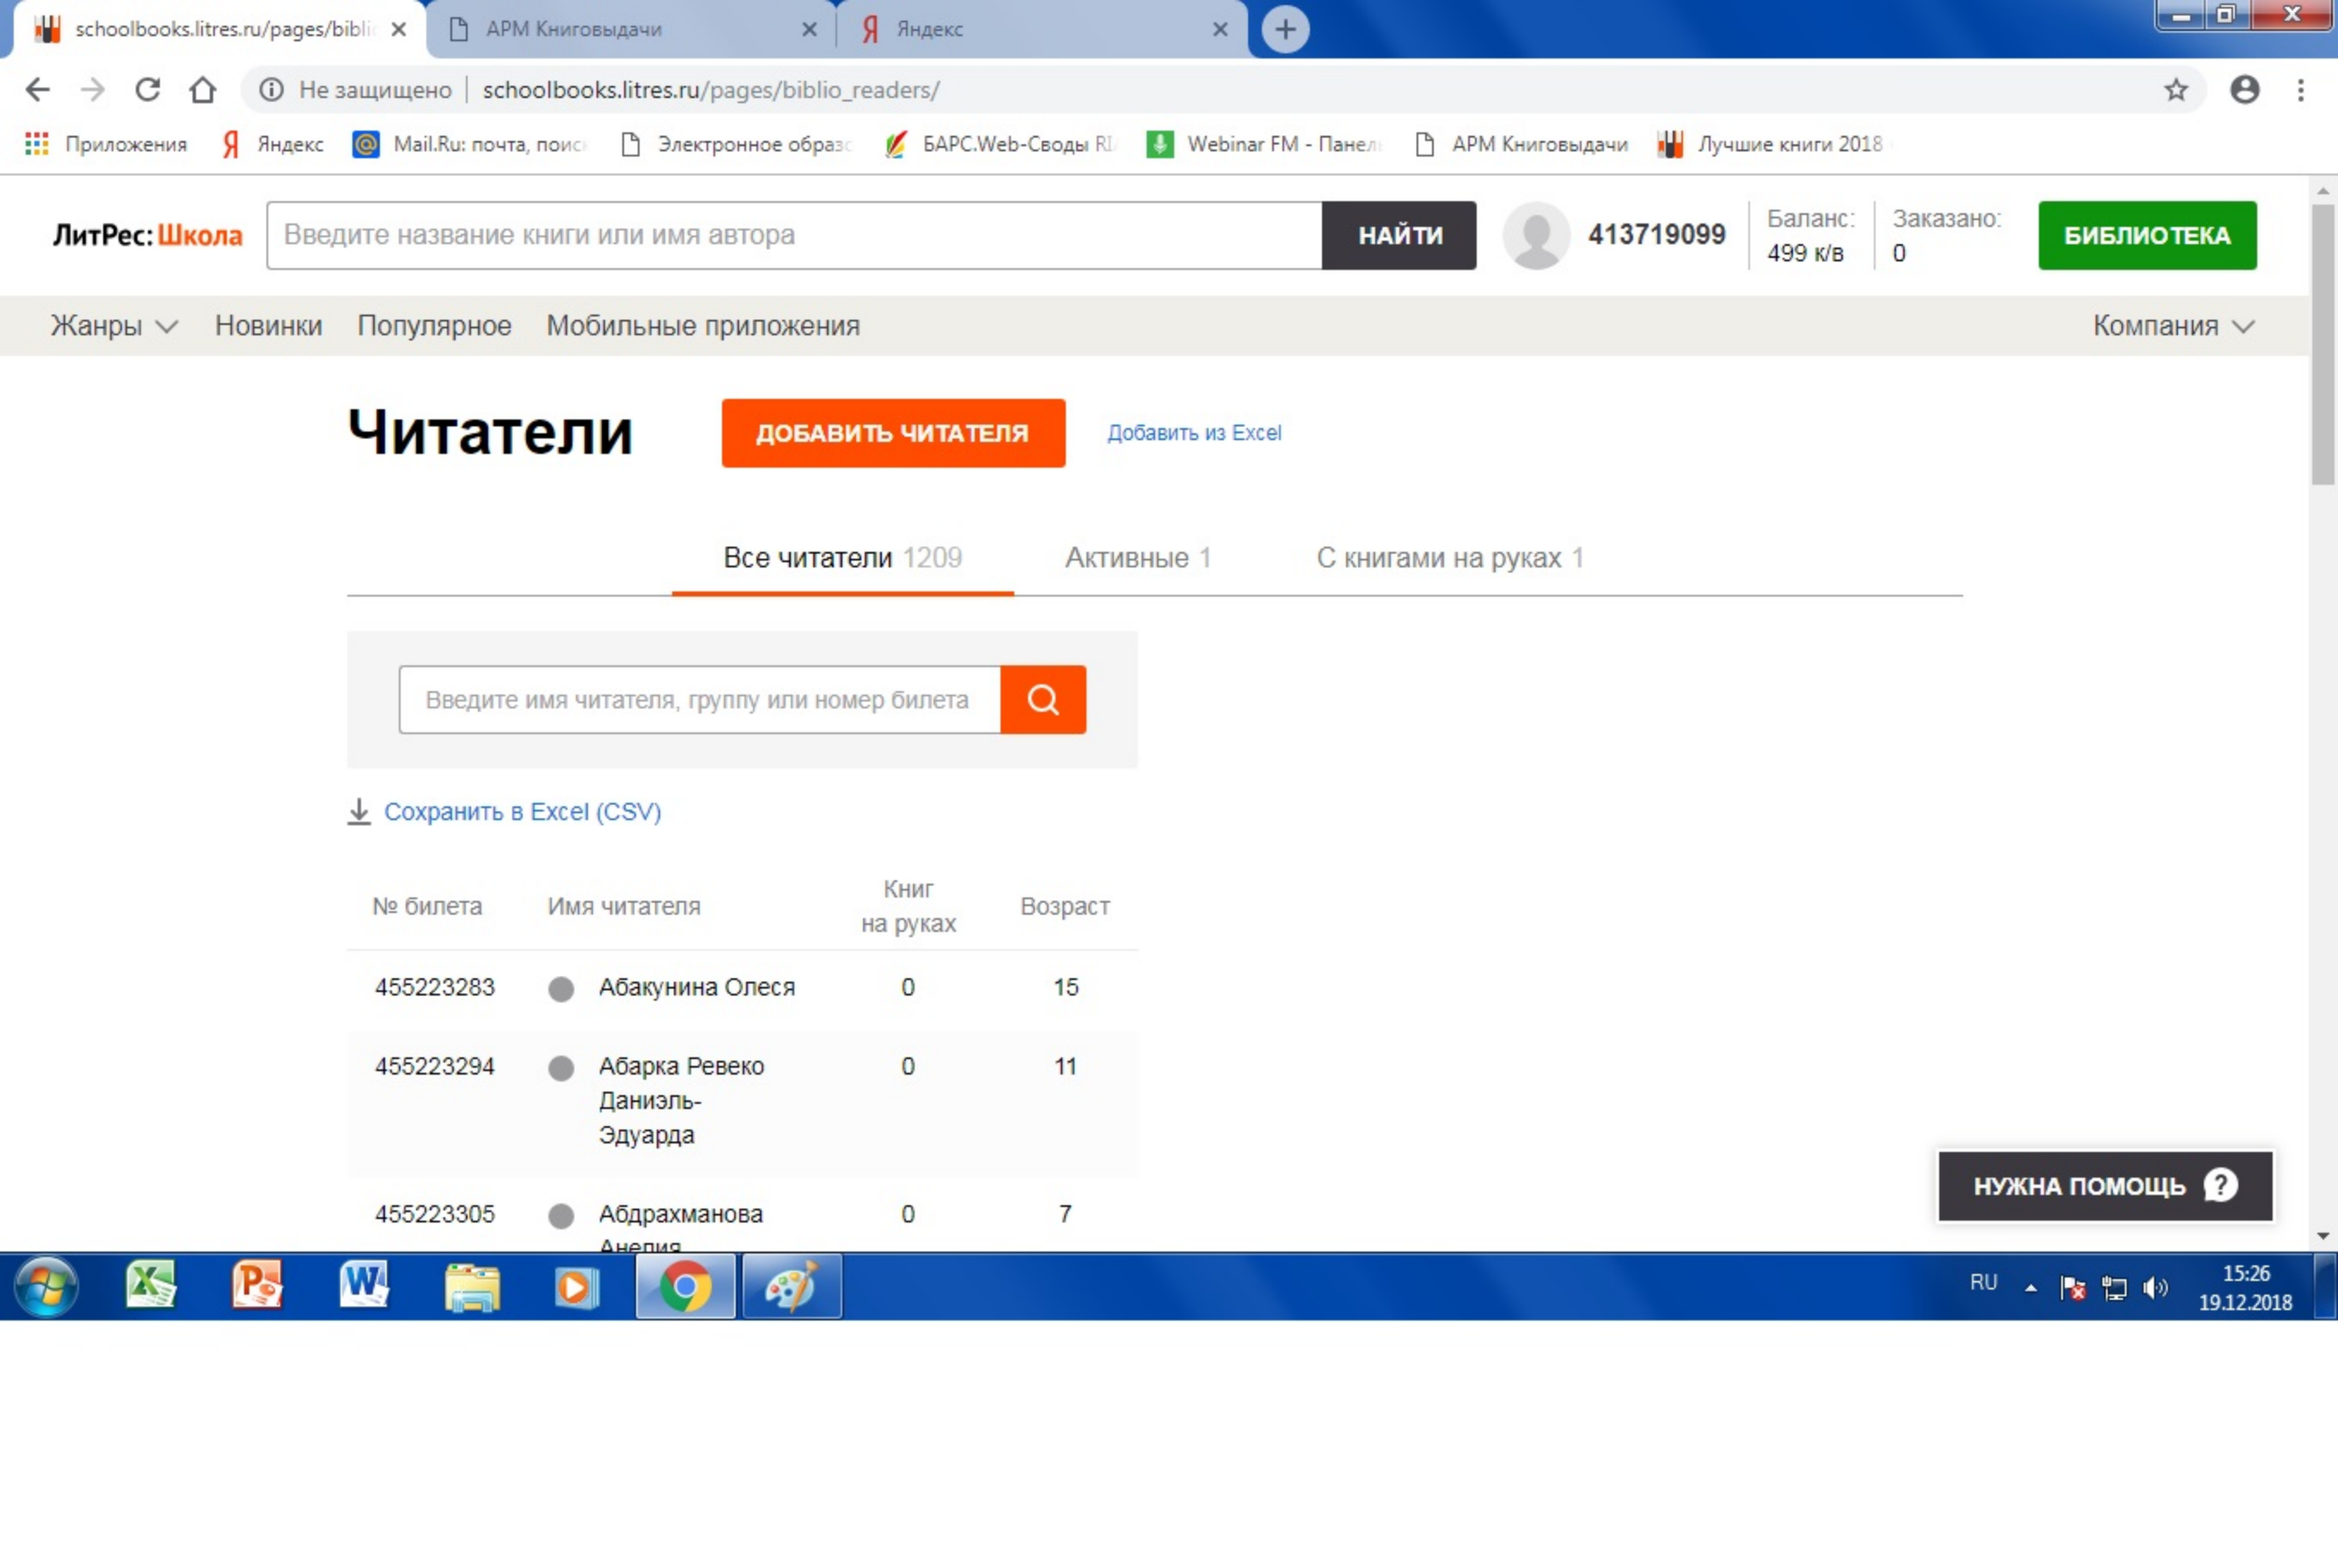 schoolbooks.litres.ru/pages/bibli
АРМ Книговыдачи
Яндекс
Не защищено schoolbooks.litres.ru/pages/biblio_readers/
Приложения Яндекс Mail.Ru: почта, поис Электронное образ БАРС.Web-Своды RI Webinar FM - Панел АРМ Книговыдачи Лучшие книги 2018
ЛитРес: Школа Введите название книги или имя автора НАЙТИ 413719099 Баланс: 499 к/в Заказано: 0 БИБЛИОТЕКА
Жанры Новинки Популярное Мобильные приложения Компания
Читатели ДОБАВИТЬ ЧИТАТЕЛЯ Добавить из Excel
Все читатели 1209 Активные 1 С книгами на руках 1
Введите имя читателя, группу или номер билета
Сохранить в Excel (CSV)
№ билета Имя читателя Книг на руках Возраст
455223283 Абакунина Олеся 0 15
455223294 Абарка Ревеко 0 11
Даниэль-
Эдуарда
НУЖНА ПОМОЩЬ ?
455223305 Абдрахманова 0 7
Анелия
RU 15:26
19.12.2018